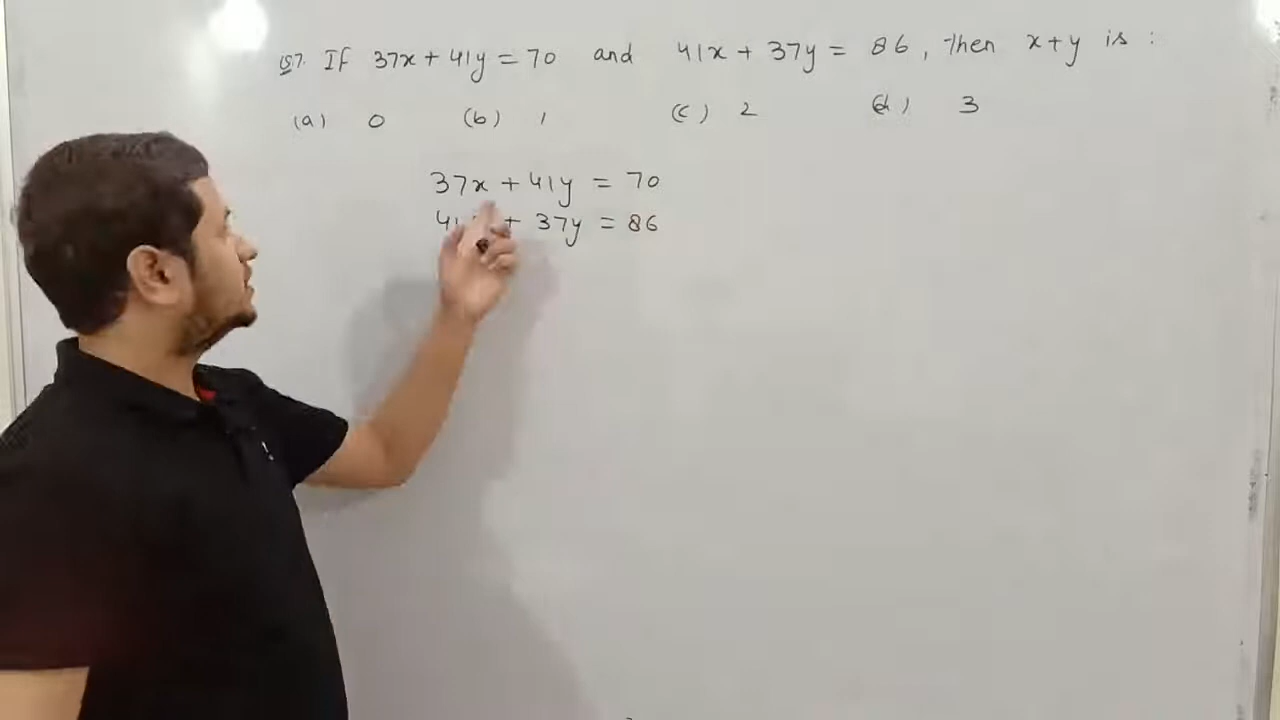 Q7. If 37x + 41y = 70 and 41x + 37y = 86, then x+y is :
(a) 0 (b) 1 (c) 2 (d) 3
37x + 41y = 70
+ 37y = 86